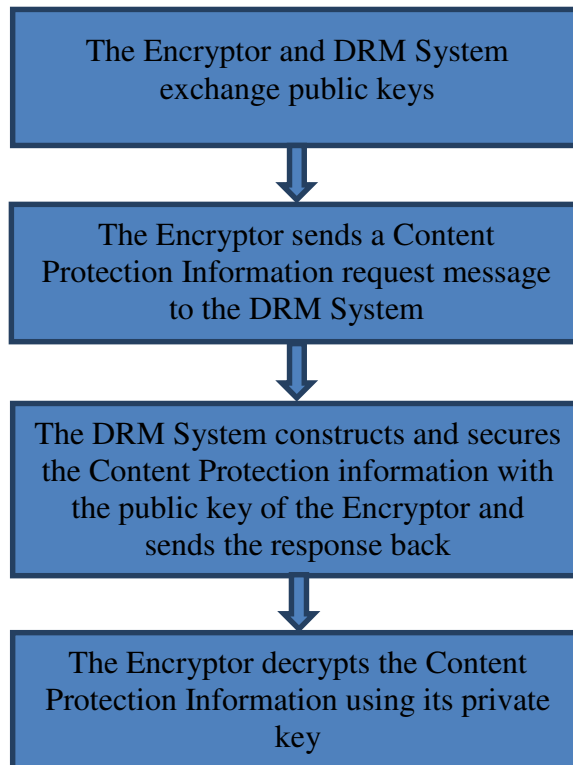 The Encryptor and DRM System
exchange public keys
The Encryptor sends a Content
Protection Information request message
to the DRM System
The DRM System constructs and secures
the Content Protection information with
the public key of the Encryptor and
sends the response back
The Encryptor decrypts the Content
Protection Information using its private
key